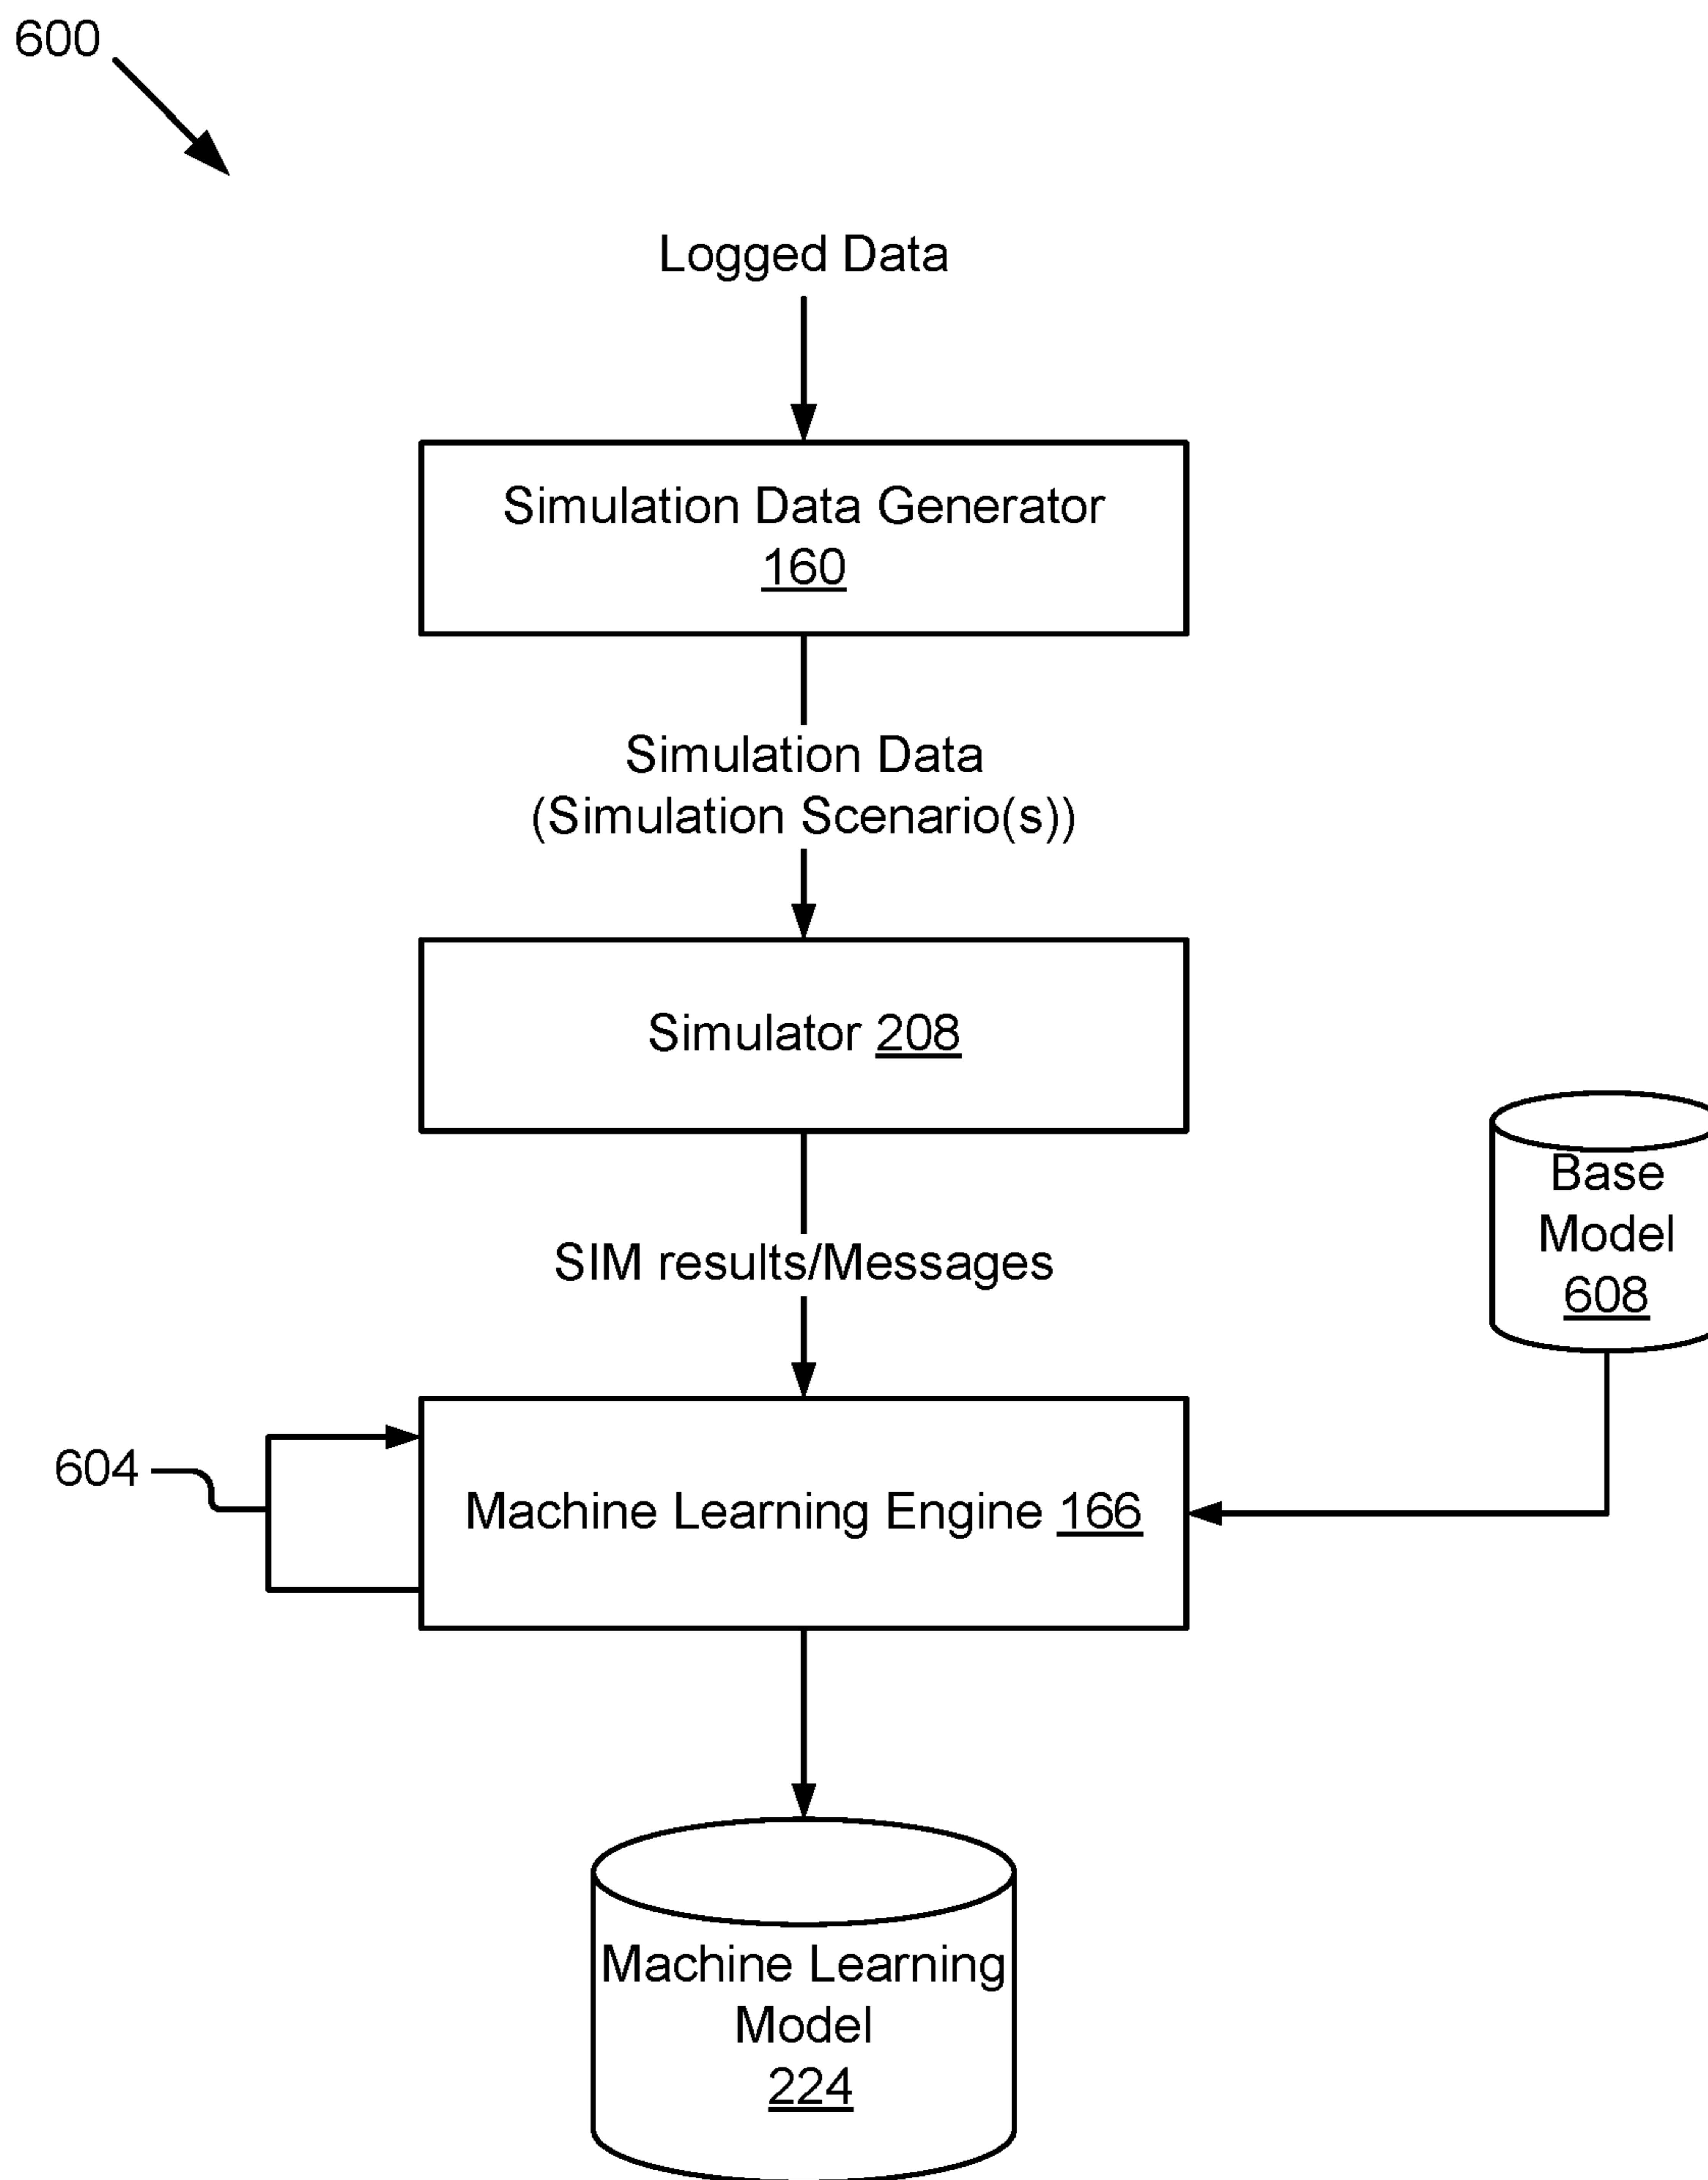 600
Logged Data
Simulation Data Generator
160
Simulation Data
(Simulation Scenario(s))
Simulator 208
SIM results/Messages
Base
Model
608
604
Machine Learning Engine 166
Machine Learning
Model
224